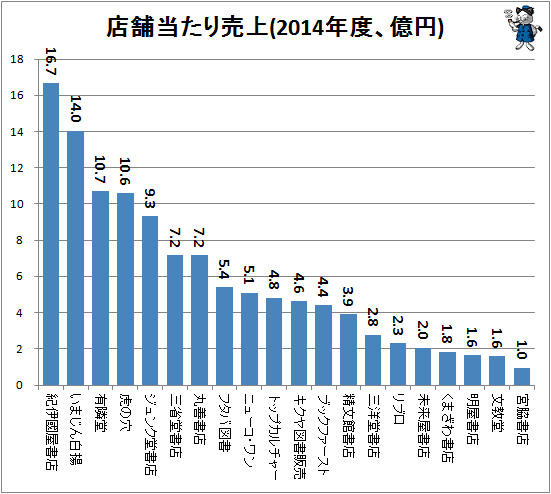 店舗当たり売上(2014年度、億円)
18
16
14
12
10
8
6
4
2
0
16.7
14.0
10.7
10.6
9.3
7.2
7.2
5.4
5.1
4.8
4.6
4.4
3.9
2.8
2.3
2.0
1.8
1.6
1.6
1.0
紀伊國屋書店
いまじん白揚
有隣堂
虎の穴
ジュンク堂書店
三省堂書店
丸善書店
フタバ図書
ニューコ・ワン
トップカルチャー
キクヤ図書販売
ブックファースト
精文館書店
三洋堂書店
リブロ
未来屋書店
くまざわ書店
明屋書店
文教堂
宮脇書店